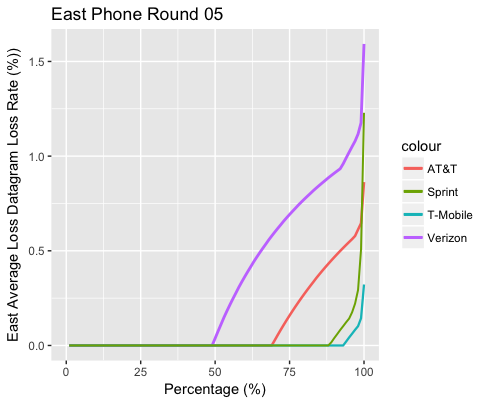 East Phone Round 05
East Average Loss Datagram Loss Rate (%))
1.5
1.0
0.5
0.0
0
25
50
75
100
Percentage (%)
colour
AT&T
Sprint
T-Mobile
Verizon